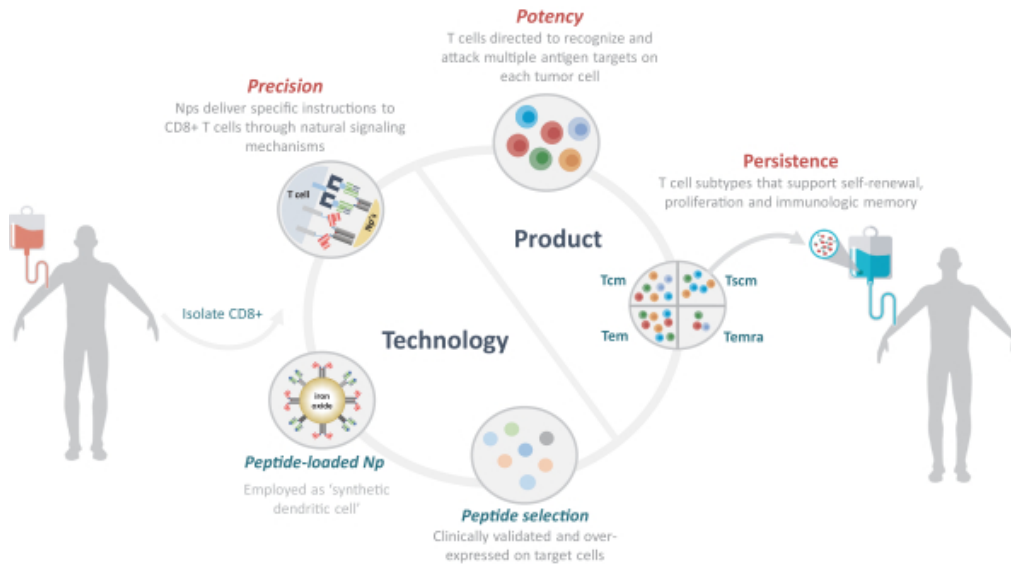 Potency
T cells directed to recognize and
attack multiple antigen targets on
each tumor cell
Precision
Nps deliver specific instructions to
CD8+ T cells through natural signaling
mechanisms
Persistence
T cell subtypes that support self-renewal,
proliferation and immunologic memory
T cell
Np's
Product
Tcm
Tscm
Isolate CD8+
Technology
Tem
Temra
iron
oxide
Peptide-loaded Np
Employed as 'synthetic
dendritic cell'
Peptide selection
Clinically validated and over-
expressed on target cells